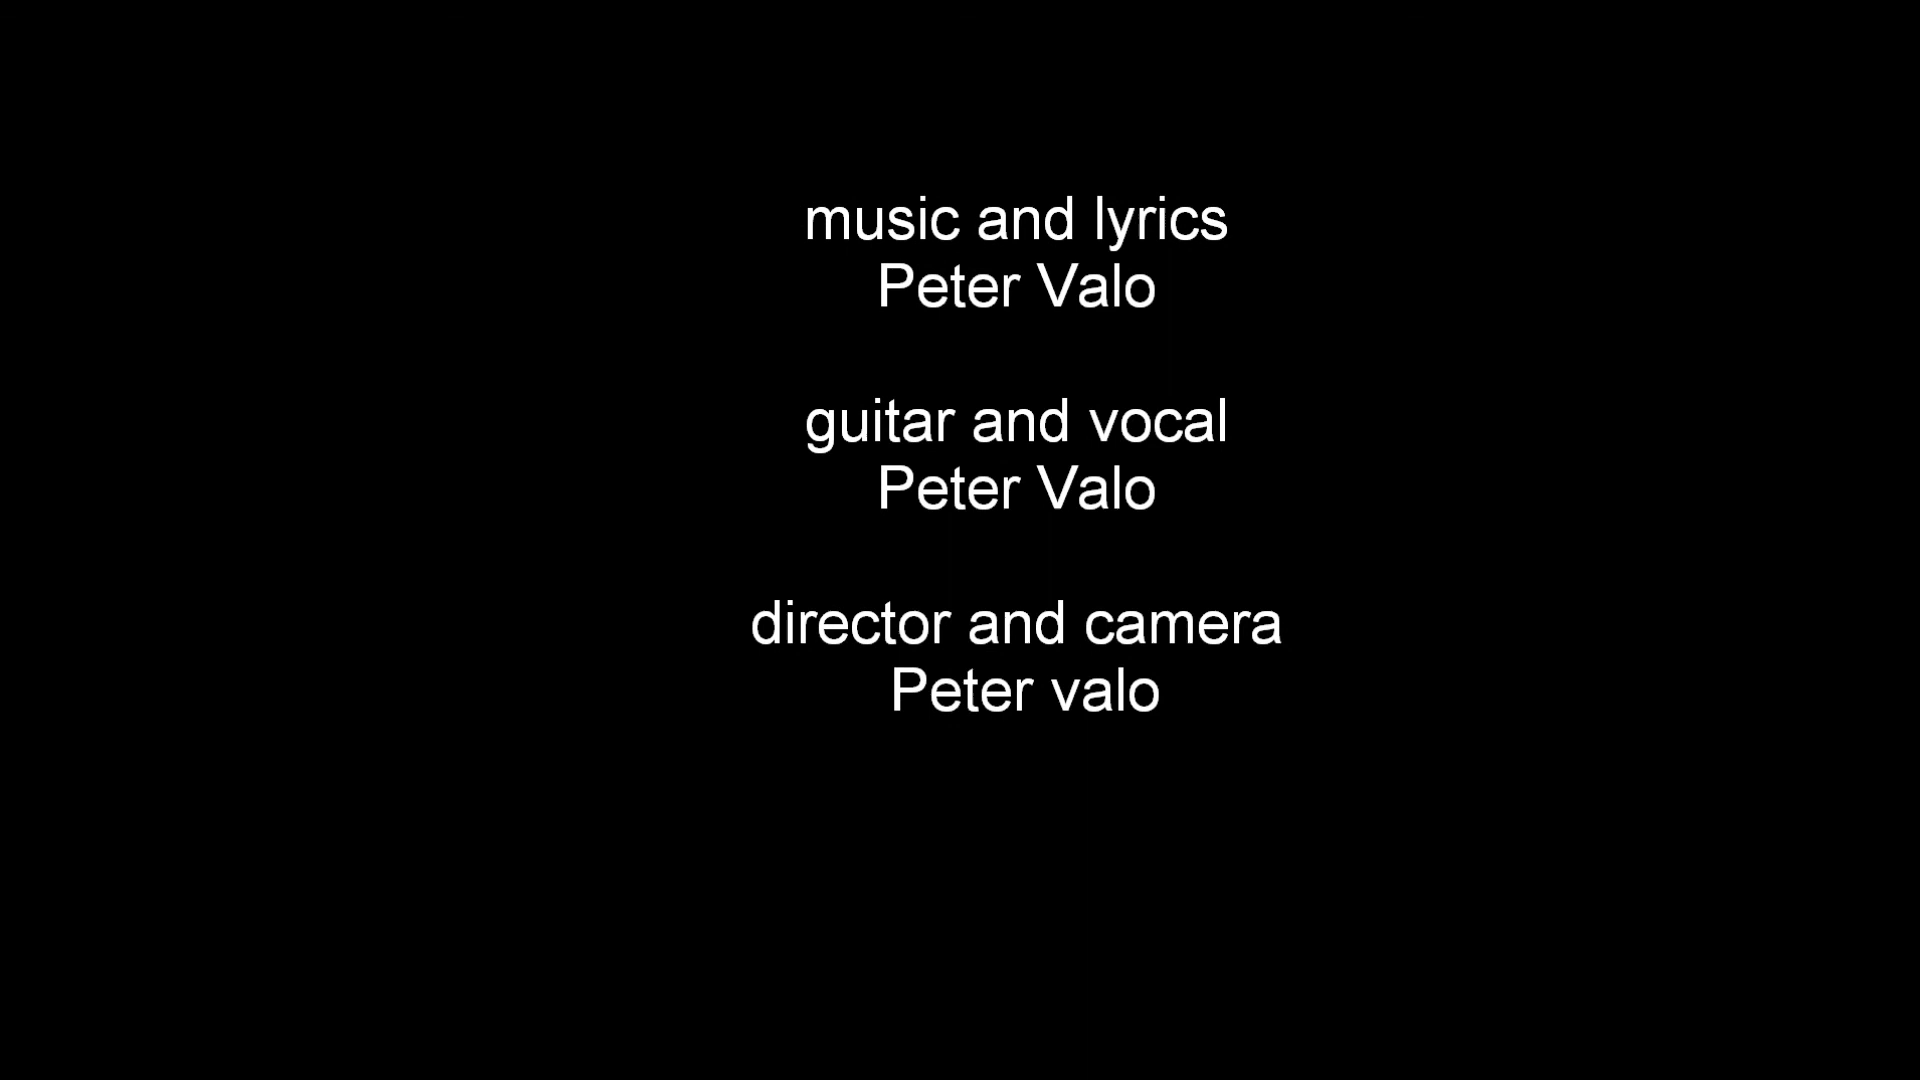 music and lyrics
Peter Valo
guitar and vocal
Peter Valo
director and camera
Peter valo